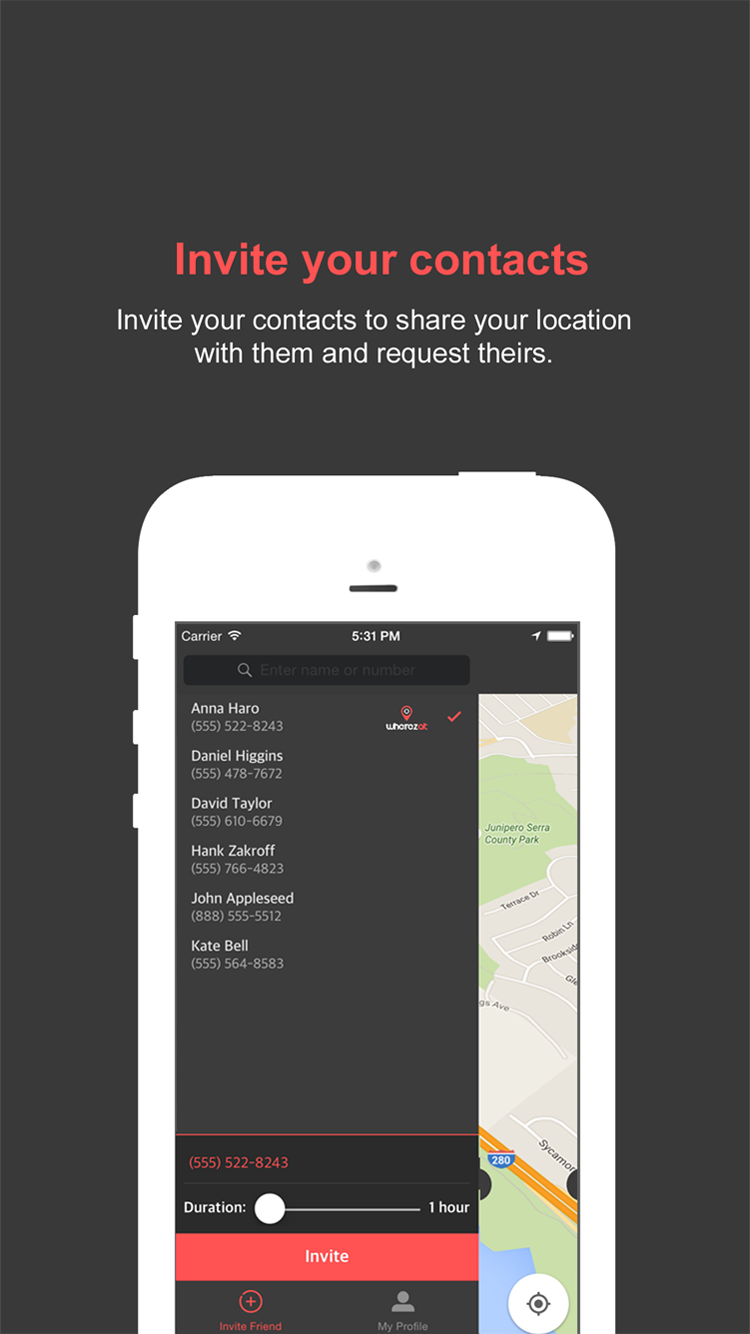 Invite your contacts
Invite your contacts to share your location
with them and request theirs.
Carrier 5:31 PM
Enter name or number
Anna Haro
(555) 522-8243
wherezat
Daniel Higgins
(555) 478-7672
David Taylor
(555) 610-6679
Hank Zakroff
(555) 766-4823
John Appleseed
(888) 555-5512
Kate Bell
(555) 564-8583
Junipero Serra
County Park
Terrace Dr
Robin Ln
Brooksid
Gle
gs Ave
Sycamor
280
(555) 522-8243
Duration: 1 hour
Invite
Invite Friend
My Profile